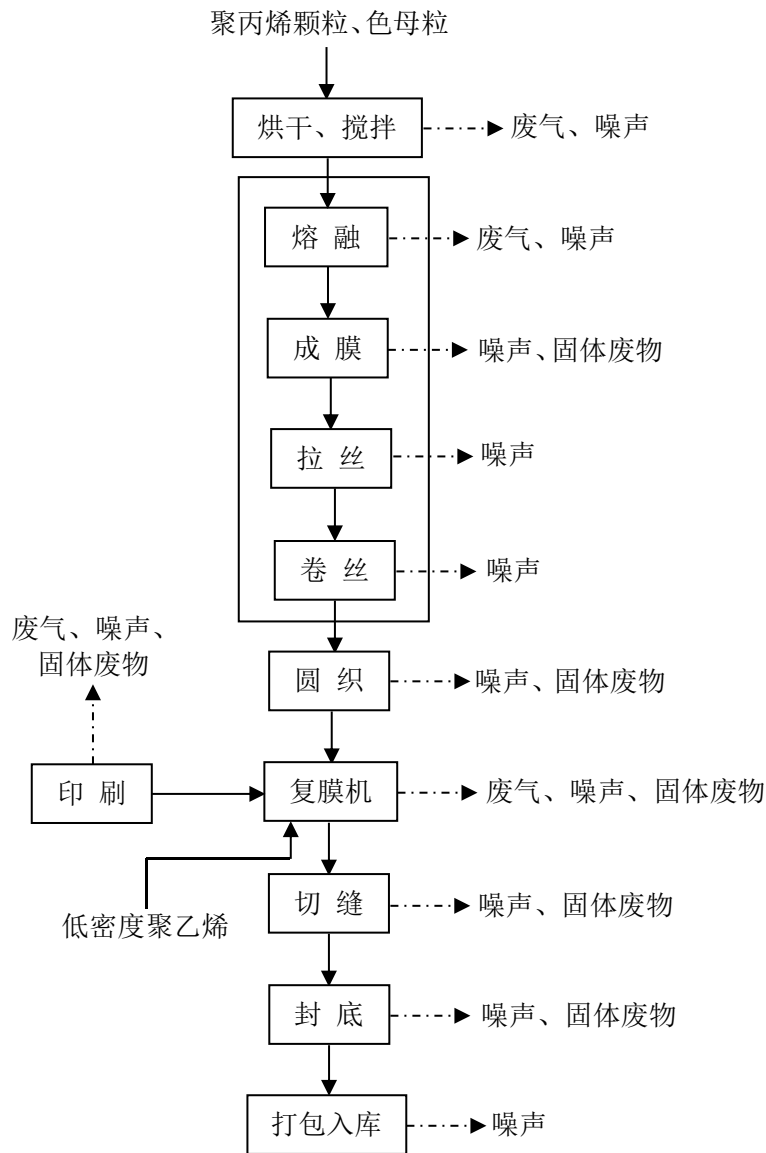 聚丙烯颗粒、色母粒
烘干、搅拌
废气、噪声
熔 融
废气、噪声
成 膜
噪声、固体废物
拉 丝
噪声
卷 丝
噪声
废气、噪声、
固体废物
圆 织
噪声、固体废物
印 刷
复膜机
废气、噪声、固体废物
低密度聚乙烯
切 缝
噪声、固体废物
封 底
噪声、固体废物
打包入库
噪声